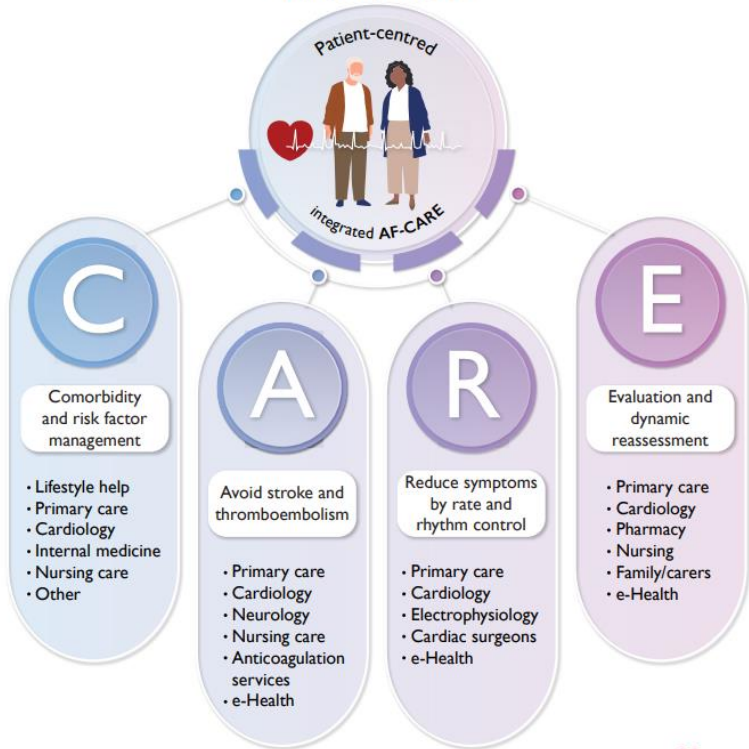 Patient-centred
integrated AF-CARE
C
Comorbidity
and risk factor
management
· Lifestyle help
· Primary care
· Cardiology
· Internal medicine
· Nursing care
· Other
A
Avoid stroke and
thromboembolism
· Primary care
· Cardiology
· Neurology
· Nursing care
· Anticoagulation
services
· e-Health
R
Reduce symptoms
by rate and
rhythm control
· Primary care
· Cardiology
· Electrophysiology
· Cardiac surgeons
· e-Health
E
Evaluation and
dynamic
reassessment
· Primary care
· Cardiology
· Pharmacy
· Nursing
· Family/carers
· e-Health